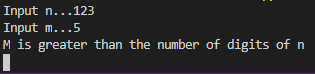 Input n...123
Input m...5
M is greater than the number of digits of n